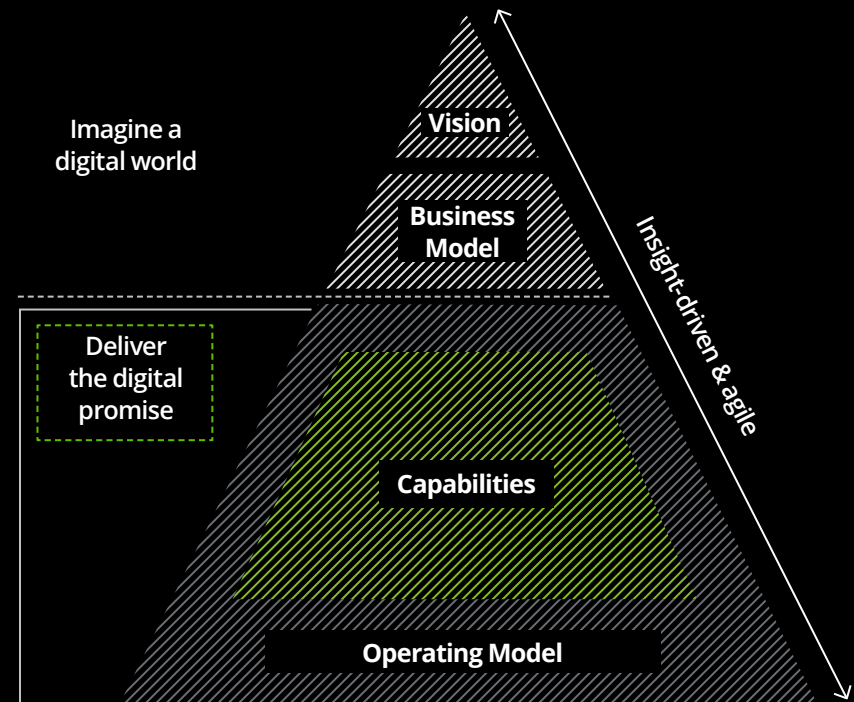 Vision
Imagine a
digital world
Business
Model
Insight-driven & agile
Deliver
the digital
promise
Capabilities
Operating Model